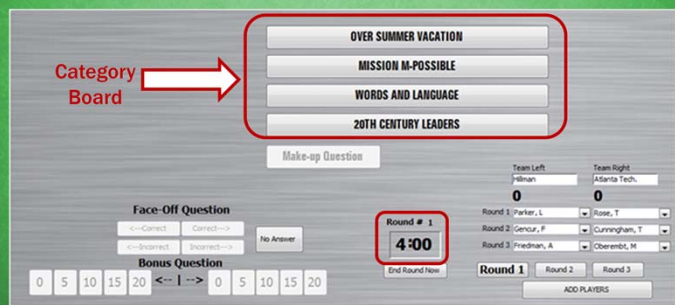 OVER SUMMER VACATION
MISSION M-POSSIBLE
WORDS AND LANGUAGE
20TH CENTURY LEADERS
Category
Board
Make-up Question
Team Left Team Right
Hillman Atlanta Tech.
0 0
Round 1 Parker, L Rose, T
Round 2 Gencur, F Cunningham, T
Round 3 Friedman, A Oberembt, M
Round 1 Round 2 Round 3
ADD PLAYERS
Face-Off Question
<--Correct Correct-->
<--Incorrect Incorrect-->
No Answer
Bonus Question
0 5 10 15 20 <-- | --> 0 5 10 15 20
Round # 1
4:00
End Round Now